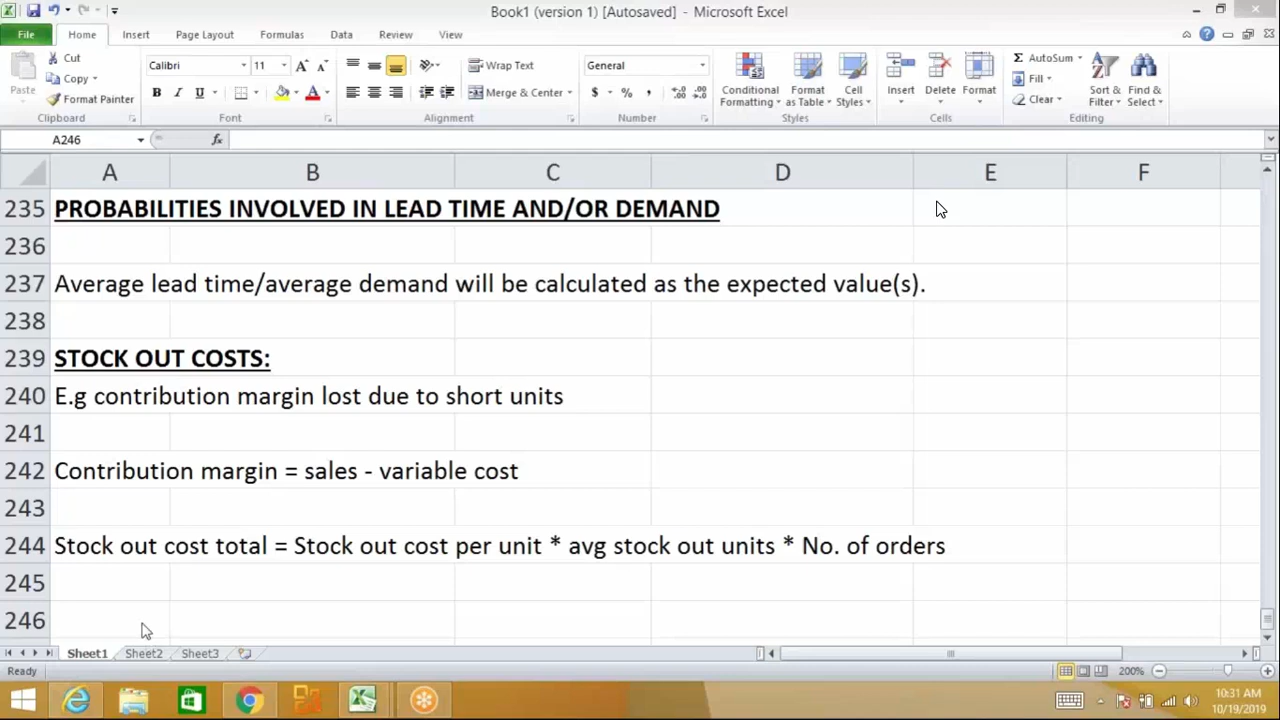 Book1 (version 1) [Autosaved] - Microsoft Excel
File Home Insert Page Layout Formulas Data Review View
Paste
Cut
Copy
Format Painter
Clipboard
Calibri 11
B I U
Font
Wrap Text
Merge & Center
Alignment
General
$ % ,
Number
Conditional Formatting
Format as Table
Cell Styles
Styles
Insert Delete Format
Cells
Σ AutoSum
Fill
Clear
Sort & Filter
Find & Select
Editing
A246 fx
A B C D E F
235 PROBABILITIES INVOLVED IN LEAD TIME AND/OR DEMAND
236
237 Average lead time/average demand will be calculated as the expected value(s).
238
239 STOCK OUT COSTS:
240 E.g contribution margin lost due to short units
241
242 Contribution margin = sales - variable cost
243
244 Stock out cost total = Stock out cost per unit * avg stock out units * No. of orders
245
246
Sheet1 Sheet2 Sheet3
Ready 200%
10:31 AM
10/19/2019